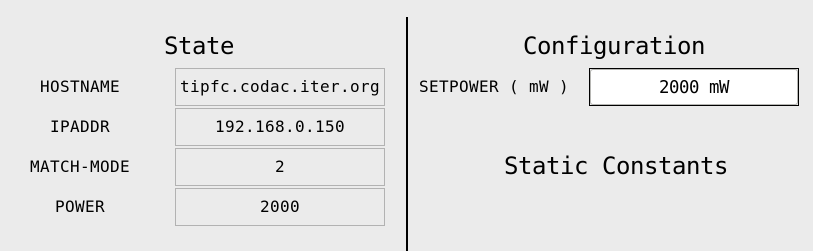 State
HOSTNAME tipfc.codac.iter.org
IPADDR 192.168.0.150
MATCH-MODE 2
POWER 2000
Configuration
SETPOWER ( mW ) 2000 mW
Static Constants